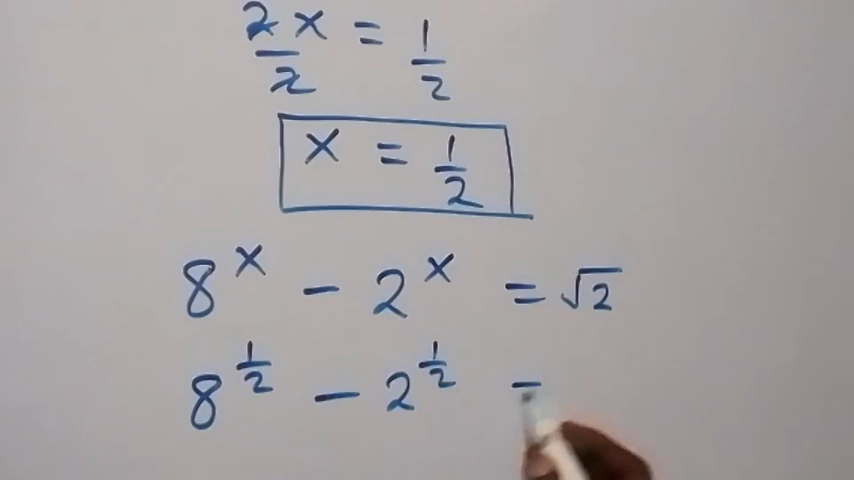 2x/2 = 1/2
x = 1/2
8^x - 2^x = √2
8^(1/2) - 2^(1/2) =